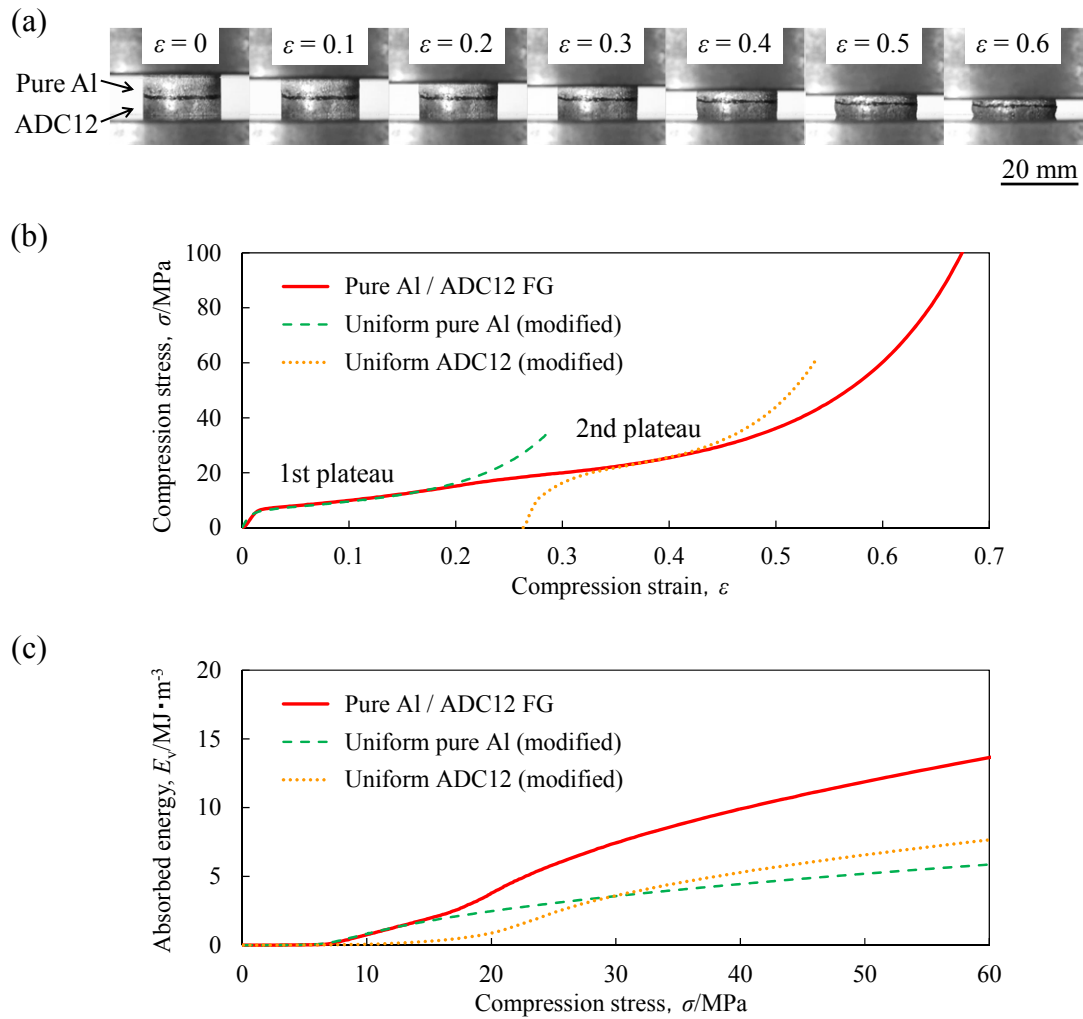 (a)
ε = 0 ε = 0.1 ε = 0.2 ε = 0.3 ε = 0.4 ε = 0.5 ε = 0.6
Pure Al
ADC12
20 mm
(b)
Compression stress, σ/MPa
100
80
60
40
20
0
Pure Al / ADC12 FG
Uniform pure Al (modified)
Uniform ADC12 (modified)
1st plateau
2nd plateau
0 0.1 0.2 0.3 0.4 0.5 0.6 0.7
Compression strain, ε
(c)
Absorbed energy, Eᵥ/MJ・m⁻³
20
15
10
5
0
Pure Al / ADC12 FG
Uniform pure Al (modified)
Uniform ADC12 (modified)
0 10 20 30 40 50 60
Compression stress, σ/MPa